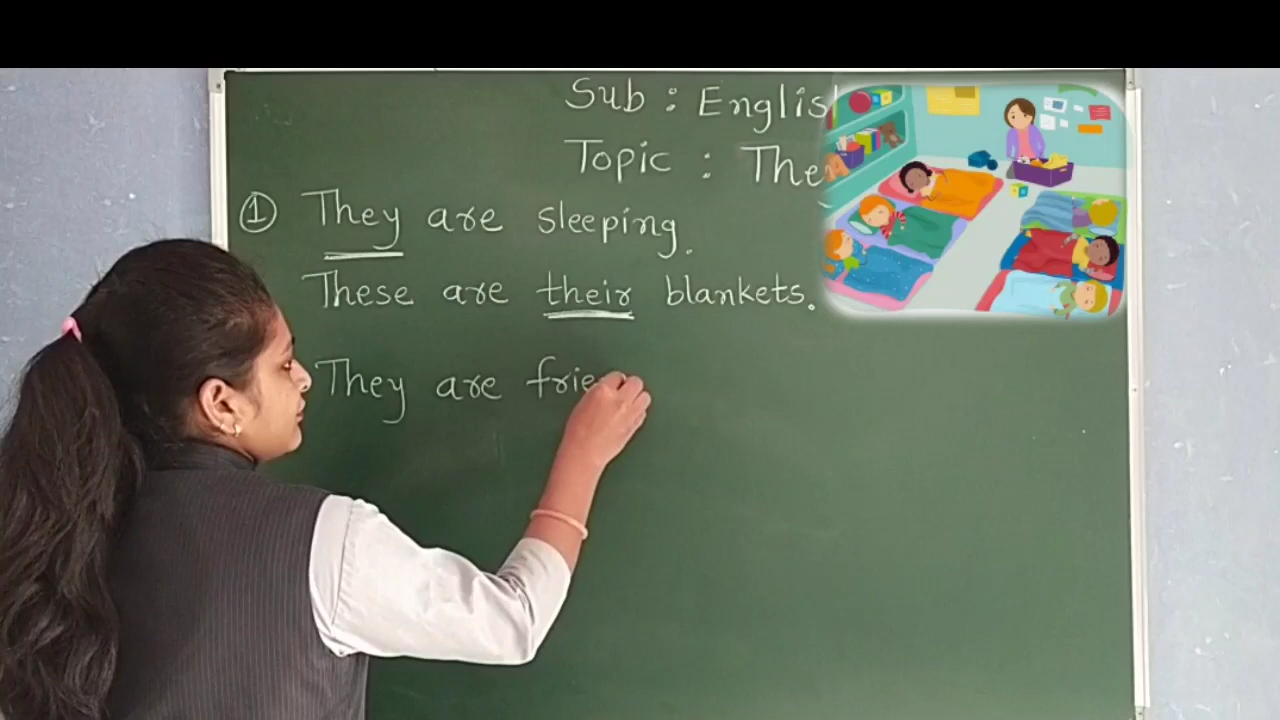 Sub : Englis
Topic : The
① They are sleeping.
These are their blankets.
They are frie